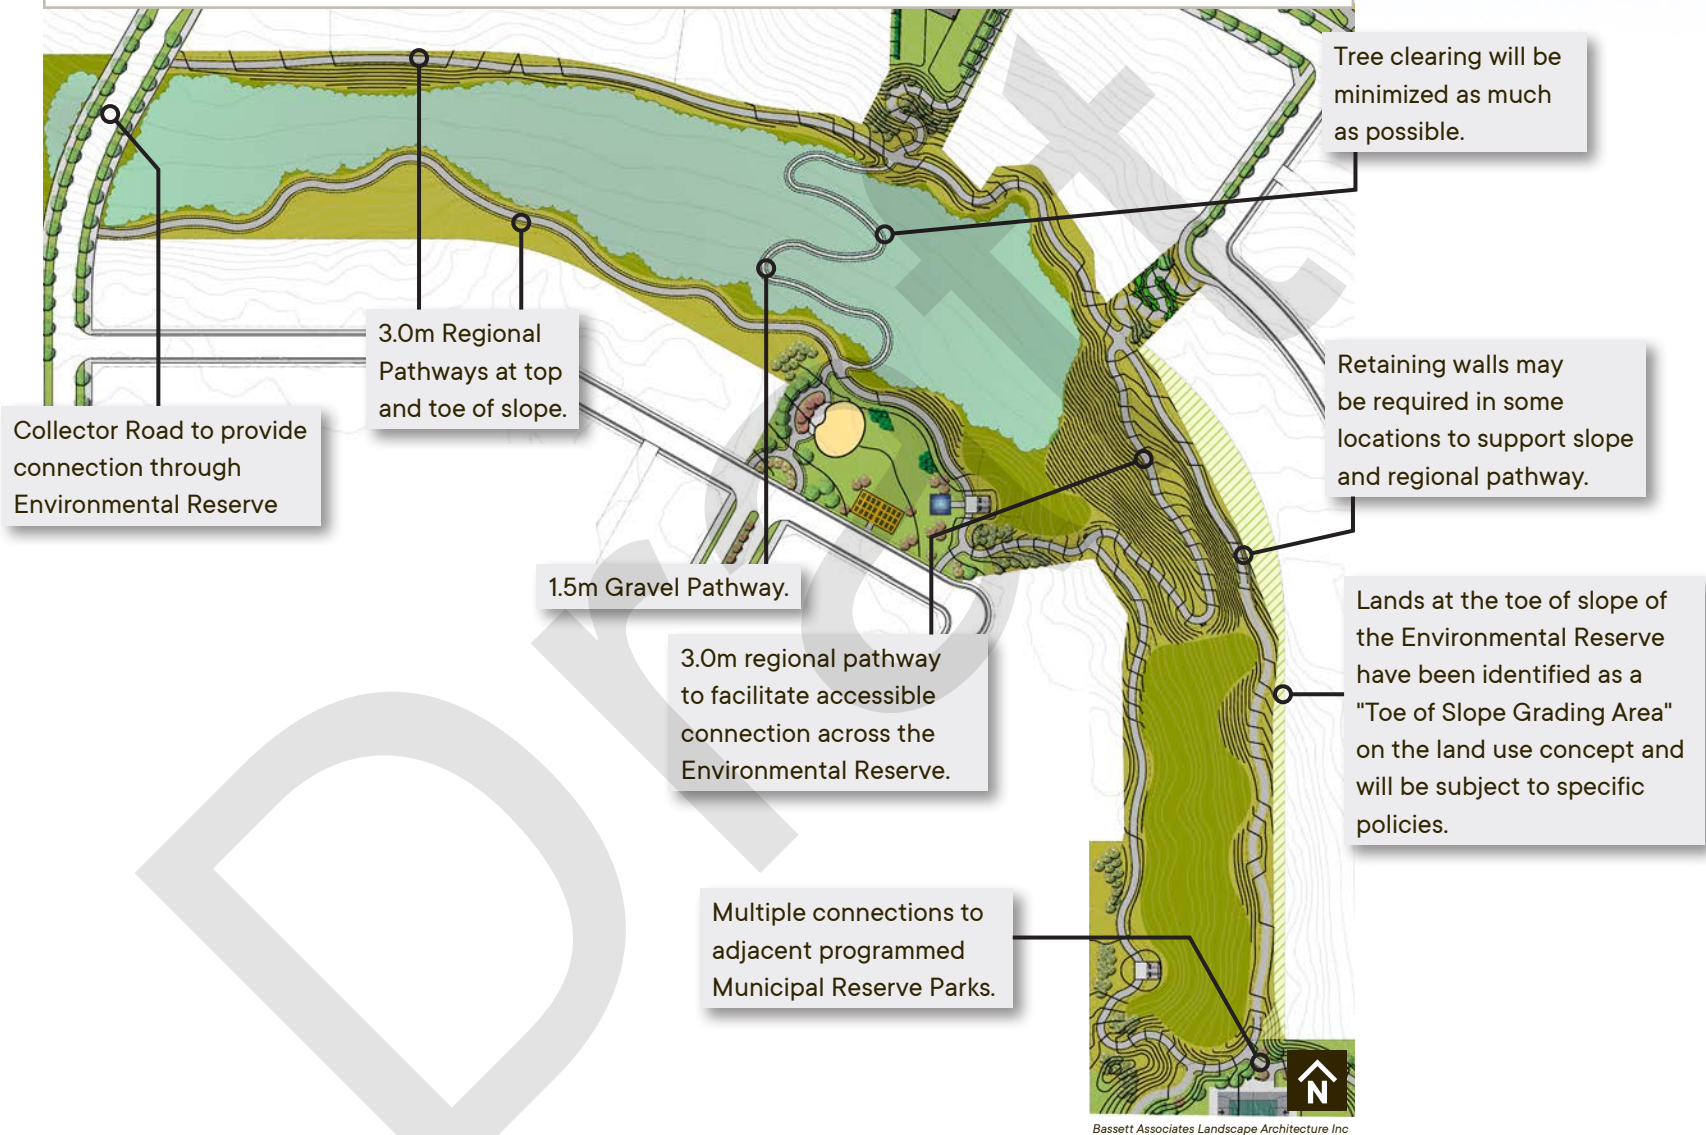 Tree clearing will be
minimized as much
as possible.
3.0m Regional
Pathways at top
and toe of slope.
Retaining walls may
be required in some
locations to support slope
and regional pathway.
Collector Road to provide
connection through
Environmental Reserve
1.5m Gravel Pathway.
Lands at the toe of slope of
the Environmental Reserve
have been identified as a
"Toe of Slope Grading Area"
on the land use concept and
will be subject to specific
policies.
3.0m regional pathway
to facilitate accessible
connection across the
Environmental Reserve.
Multiple connections to
adjacent programmed
Municipal Reserve Parks.
N
Bassett Associates Landscape Architecture Inc
Draft